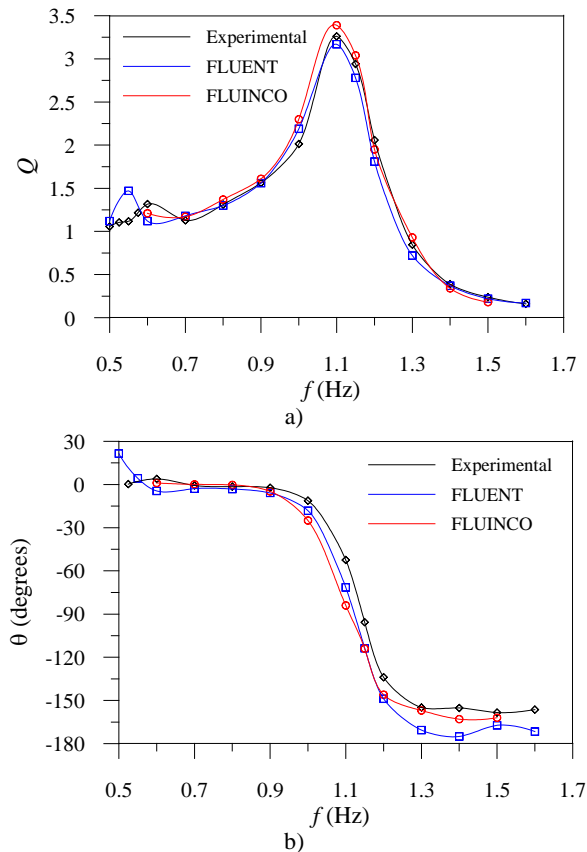 3.5
3
2.5
2
1.5
1
0.5
0
Q
Experimental
FLUENT
FLUINCO
0.5 0.7 0.9 1.1 1.3 1.5 1.7
f (Hz)
a)
30
0
-30
-60
-90
-120
-150
-180
θ (degrees)
Experimental
FLUENT
FLUINCO
0.5 0.7 0.9 1.1 1.3 1.5 1.7
f (Hz)
b)